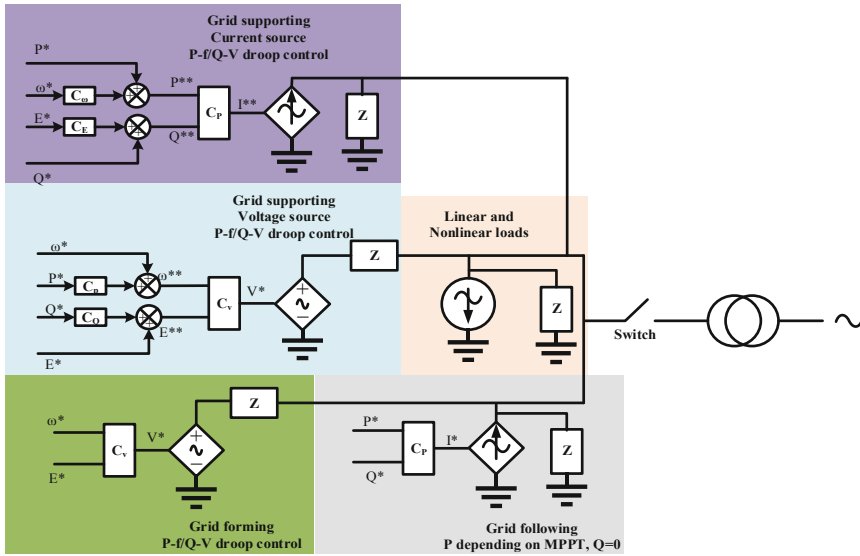 Grid supporting
Current source
P-f/Q-V droop control
P*
ω*
Cω
P**
E*
CE
CP
I**
Z
Q**
Q*
Grid supporting
Voltage source
P-f/Q-V droop control
Linear and
Nonlinear loads
ω*
Z
P*
Cp
ω**
Q*
CQ
Cv
V*
E**
Z
Switch
E*
Z
ω*
Cv
V*
E*
P*
CP
I*
Z
Q*
Grid forming
P-f/Q-V droop control
Grid following
P depending on MPPT, Q=0